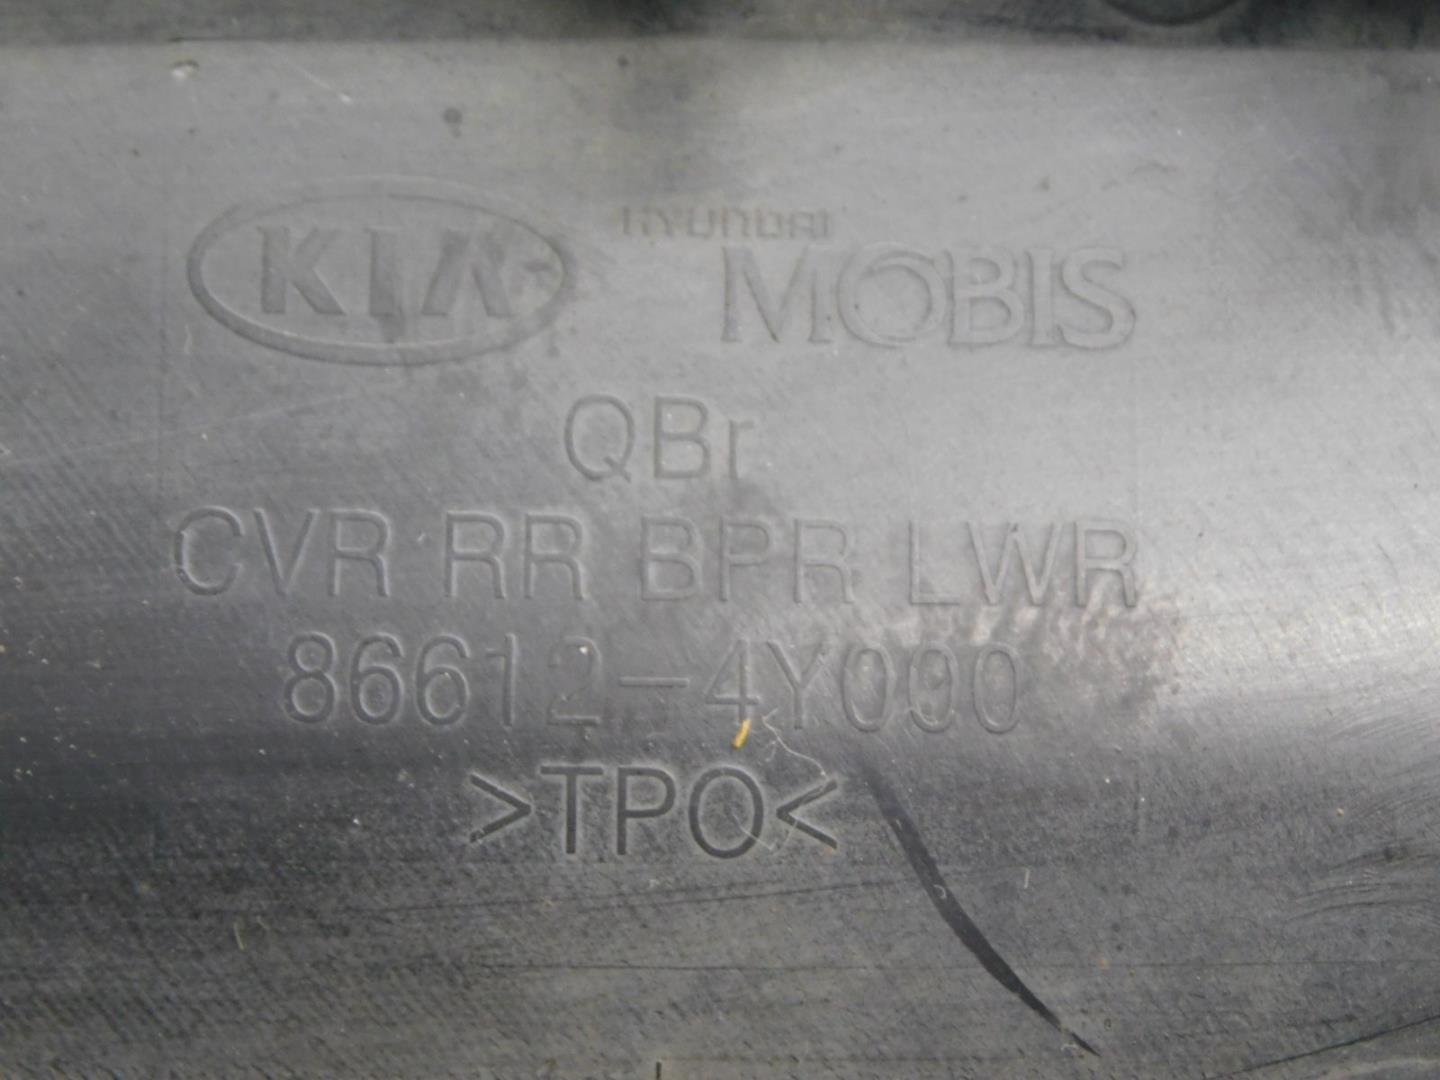 KIA HYUNDAI MOBIS
QBr
CVR RR BPR LWR
86612-4Y000
>TPO<